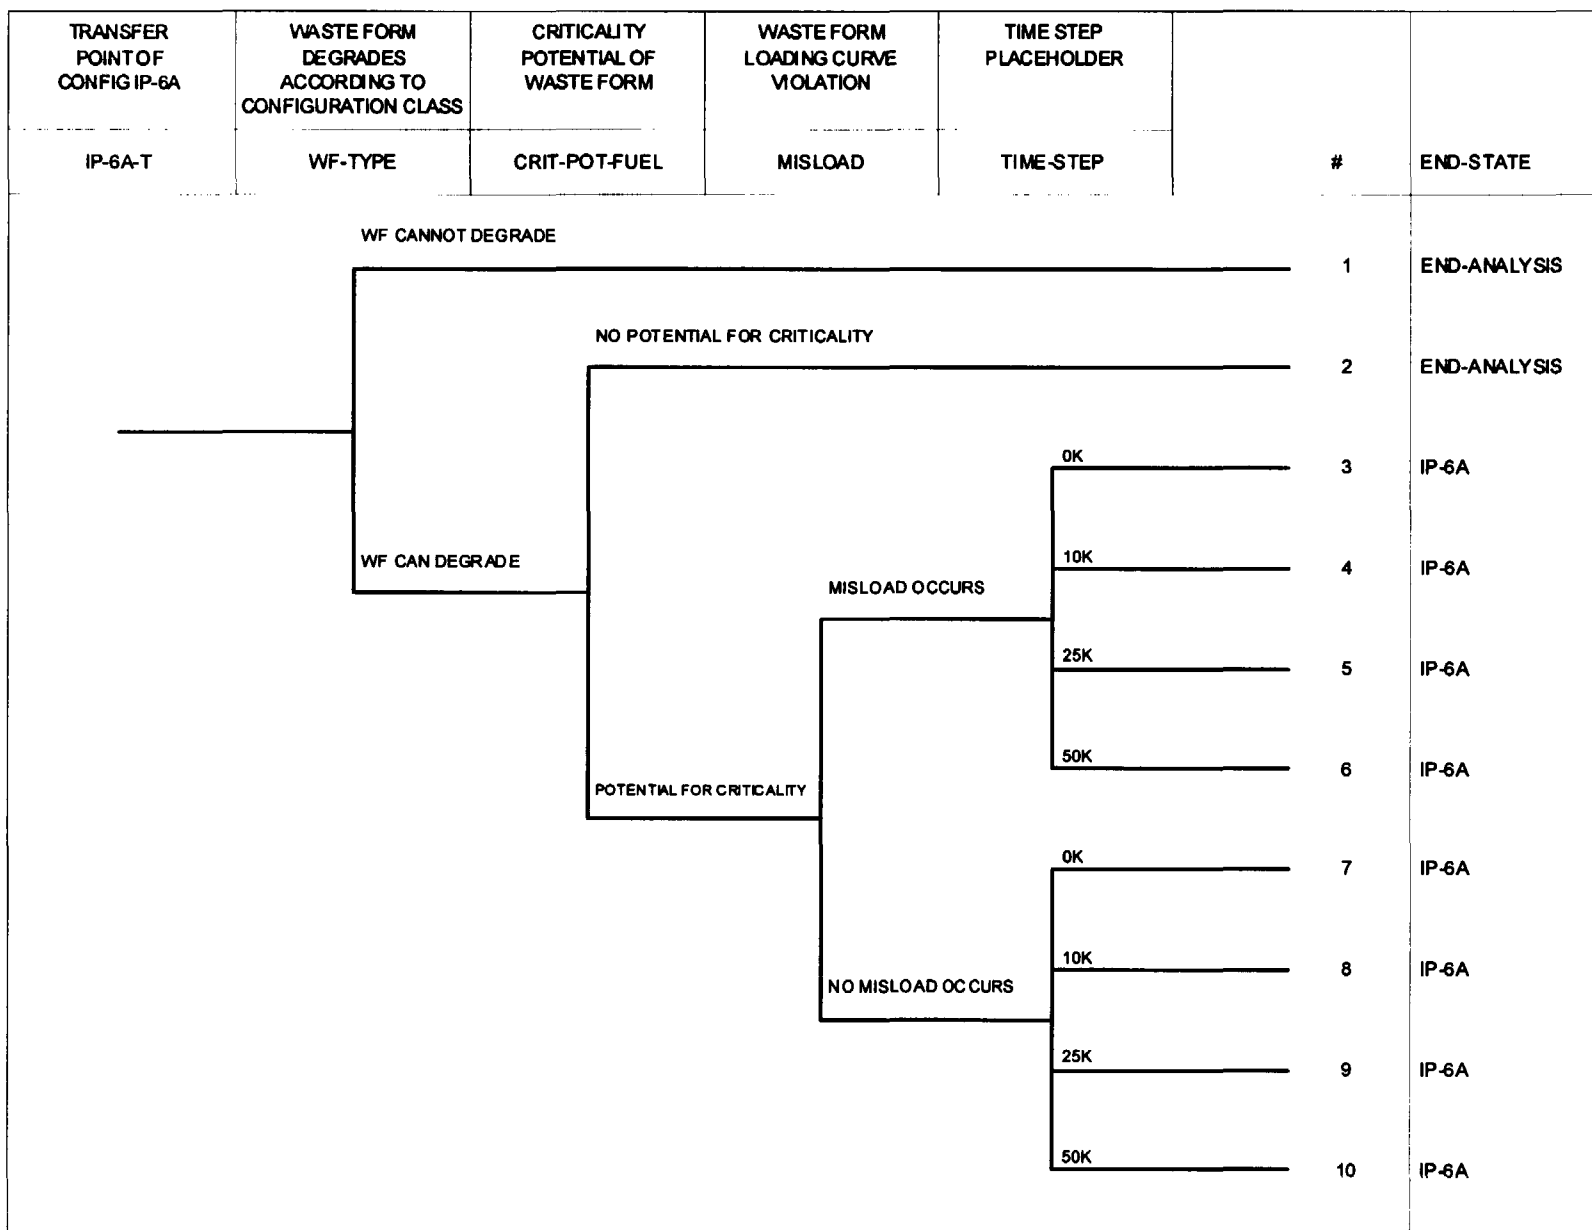 TRANSFER
POINT OF
CONFIG IP-6A
WASTE FORM
DEGRADES
ACCORDING TO
CONFIGURATION CLASS
CRITICALITY
POTENTIAL OF
WASTE FORM
WASTE FORM
LOADING CURVE
VIOLATION
TIME STEP
PLACEHOLDER
IP-6A-T
WF-TYPE
CRIT-POT-FUEL
MISLOAD
TIME-STEP
#
END-STATE
WF CANNOT DEGRADE
1
END-ANALYSIS
NO POTENTIAL FOR CRITICALITY
2
END-ANALYSIS
0K
3
IP-6A
WF CAN DEGRADE
10K
4
IP-6A
MISLOAD OCCURS
25K
5
IP-6A
50K
6
IP-6A
POTENTIAL FOR CRITICALITY
0K
7
IP-6A
10K
8
IP-6A
NO MISLOAD OCCURS
25K
9
IP-6A
50K
10
IP-6A